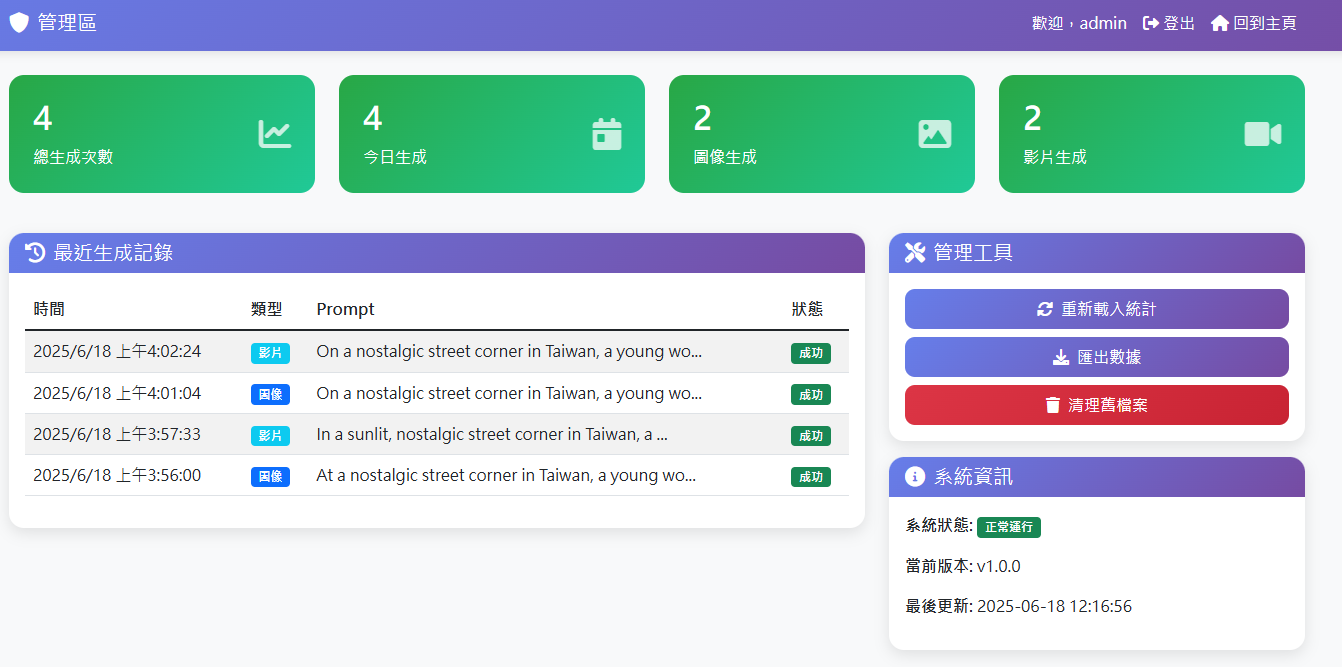 管理區
歡迎，admin 登出 回到主頁
4
總生成次數
4
今日生成
2
圖像生成
2
影片生成
最近生成記錄
時間 類型 Prompt 狀態
2025/6/18 上午4:02:24 影片 On a nostalgic street corner in Taiwan, a young wo... 成功
2025/6/18 上午4:01:04 圖像 On a nostalgic street corner in Taiwan, a young wo... 成功
2025/6/18 上午3:57:33 影片 In a sunlit, nostalgic street corner in Taiwan, a ... 成功
2025/6/18 上午3:56:00 圖像 At a nostalgic street corner in Taiwan, a young wo... 成功
管理工具
重新載入統計
匯出數據
清理舊檔案
系統資訊
系統狀態: 正常運行
當前版本: v1.0.0
最後更新: 2025-06-18 12:16:56